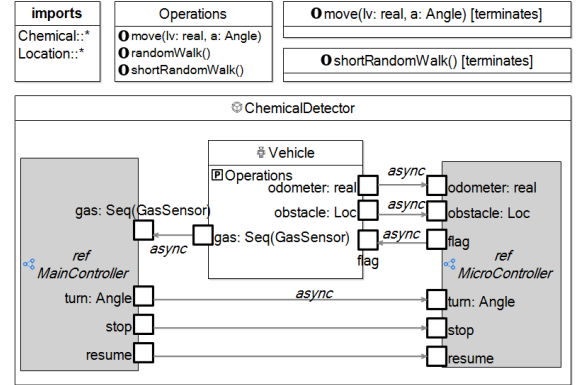 imports
Chemical::*
Location::*
Operations
O move(lv: real, a: Angle)
O randomWalk()
O shortRandomWalk()
O move(lv: real, a: Angle) [terminates]
O shortRandomWalk() [terminates]
ChemicalDetector
Vehicle
P Operations
odometer: real
async
odometer: real
obstacle: Loc
async
obstacle: Loc
gas: Seq(GasSensor)
async
gas: Seq(GasSensor)
flag
async
flag
ref
MainController
ref
MicroController
turn: Angle
async
turn: Angle
stop
stop
resume
resume